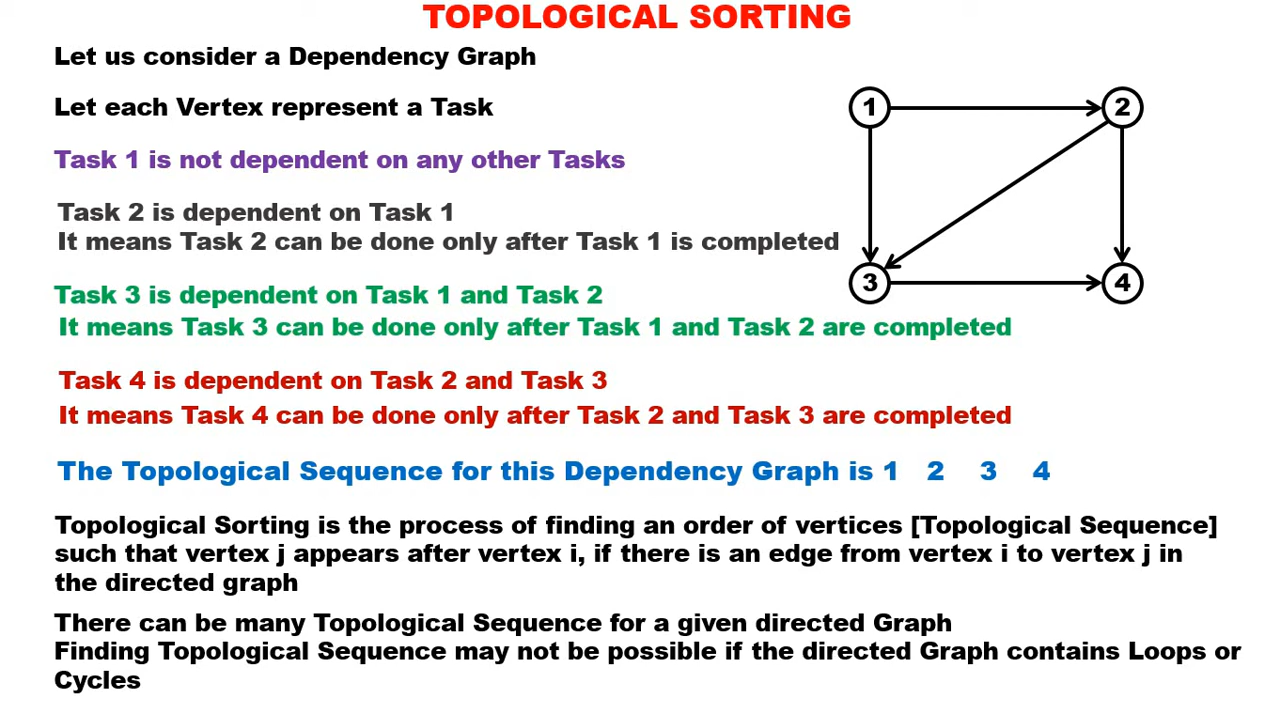 TOPOLOGICAL SORTING
Let us consider a Dependency Graph
Let each Vertex represent a Task
1
2
Task 1 is not dependent on any other Tasks
Task 2 is dependent on Task 1
It means Task 2 can be done only after Task 1 is completed
3
4
Task 3 is dependent on Task 1 and Task 2
It means Task 3 can be done only after Task 1 and Task 2 are completed
Task 4 is dependent on Task 2 and Task 3
It means Task 4 can be done only after Task 2 and Task 3 are completed
The Topological Sequence for this Dependency Graph is 1 2 3 4
Topological Sorting is the process of finding an order of vertices [Topological Sequence]
such that vertex j appears after vertex i, if there is an edge from vertex i to vertex j in
the directed graph
There can be many Topological Sequence for a given directed Graph
Finding Topological Sequence may not be possible if the directed Graph contains Loops or
Cycles